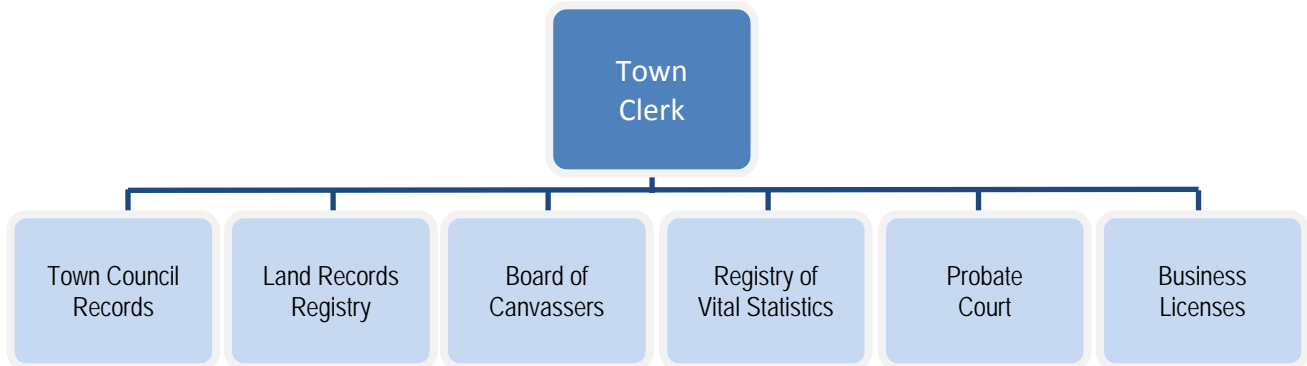 Town
Clerk
Town Council
Records
Land Records
Registry
Board of
Canvassers
Registry of
Vital Statistics
Probate
Court
Business
Licenses